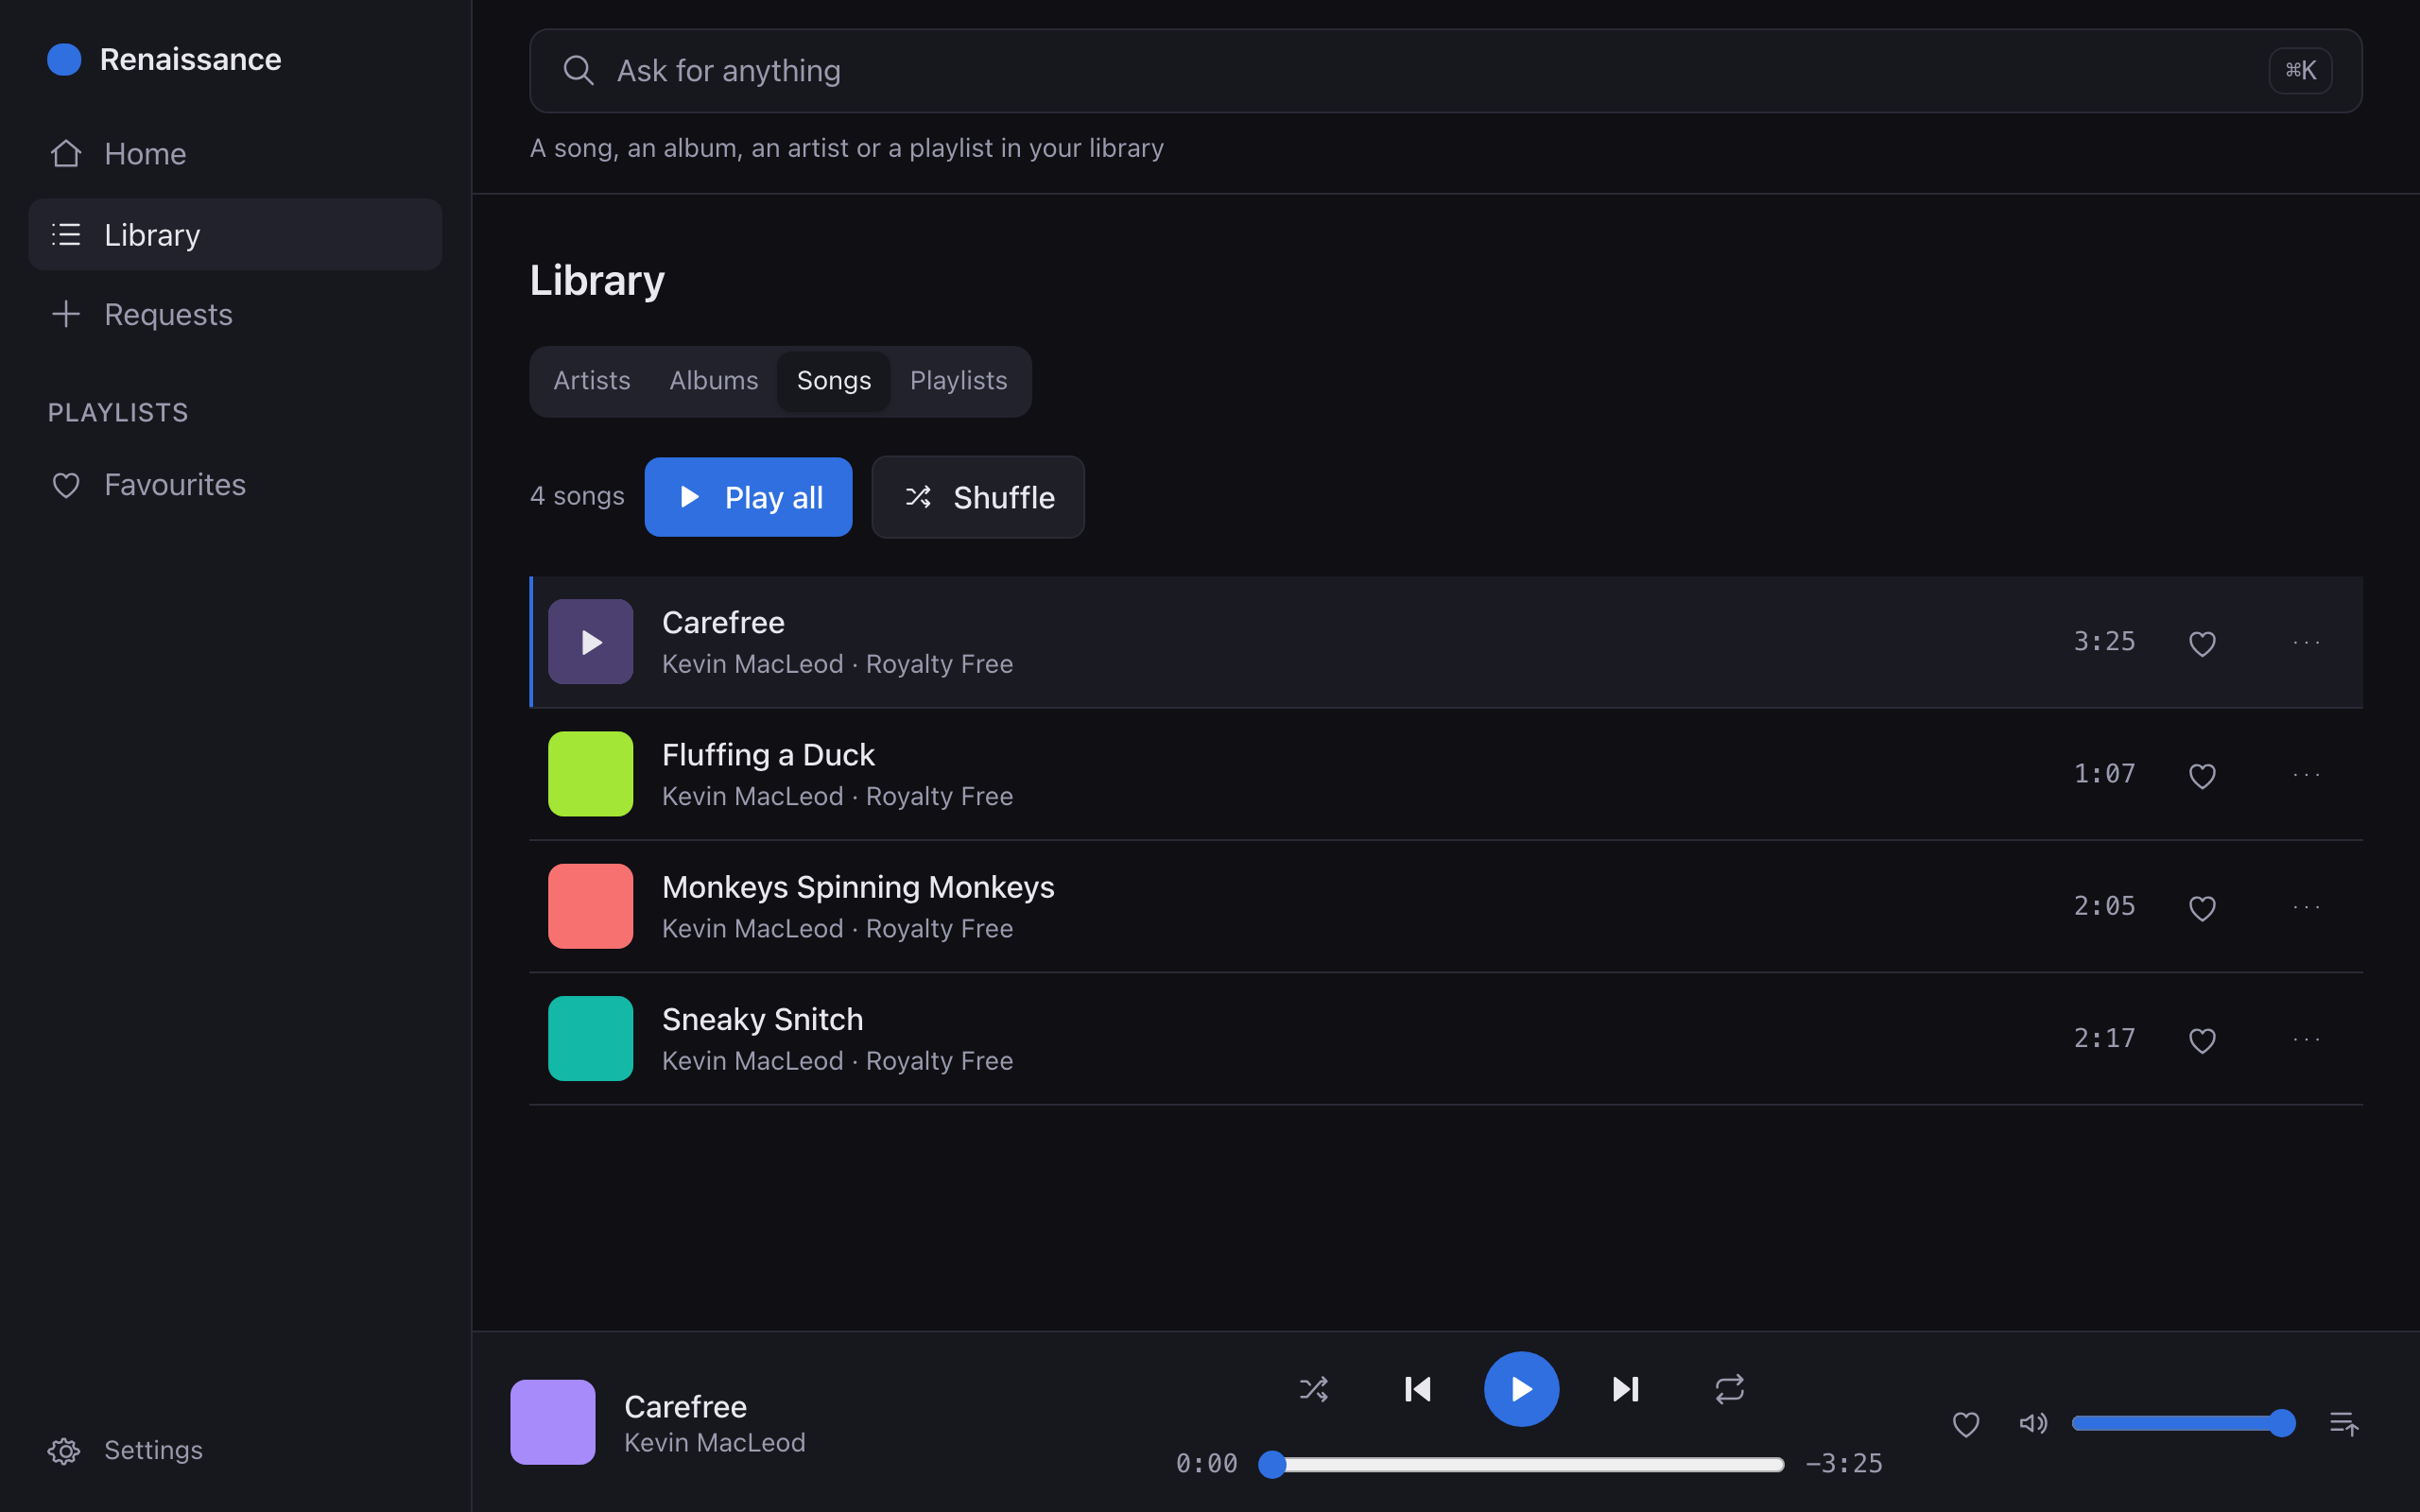 Renaissance
Home
Library
Requests
PLAYLISTS
Favourites
Settings
Ask for anything
⌘K
A song, an album, an artist or a playlist in your library
Library
Artists Albums Songs Playlists
4 songs Play all Shuffle
Carefree
Kevin MacLeod · Royalty Free
3:25
Fluffing a Duck
Kevin MacLeod · Royalty Free
1:07
Monkeys Spinning Monkeys
Kevin MacLeod · Royalty Free
2:05
Sneaky Snitch
Kevin MacLeod · Royalty Free
2:17
Carefree
Kevin MacLeod
0:00 −3:25